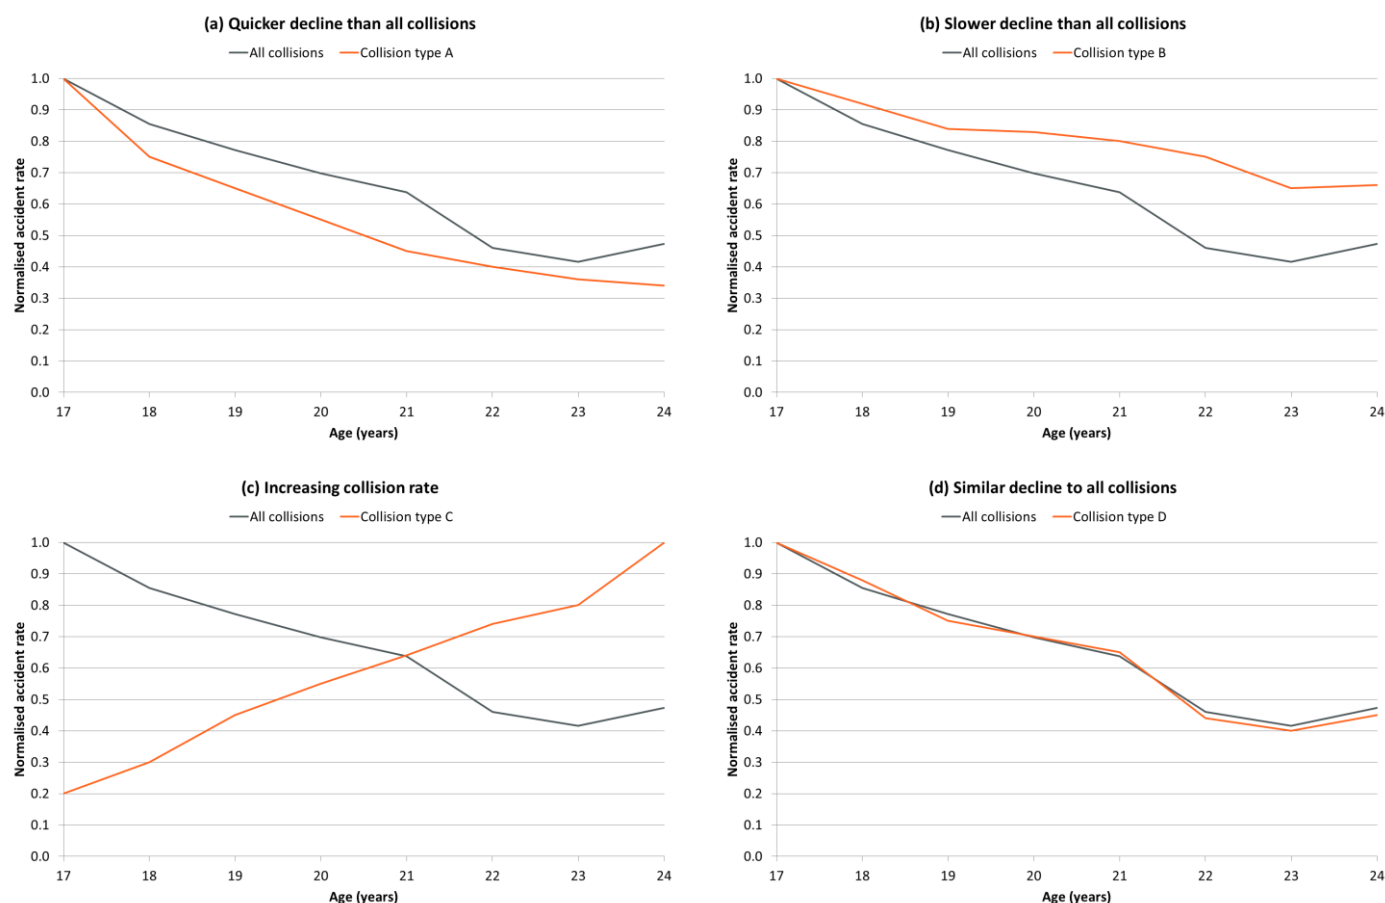 (a) Quicker decline than all collisions
All collisions Collision type A
Normalised accident rate
1.0
0.9
0.8
0.7
0.6
0.5
0.4
0.3
0.2
0.1
0.0
17 18 19 20 21 22 23 24
Age (years)
(b) Slower decline than all collisions
All collisions Collision type B
Normalised accident rate
1.0
0.9
0.8
0.7
0.6
0.5
0.4
0.3
0.2
0.1
0.0
17 18 19 20 21 22 23 24
Age (years)
(c) Increasing collision rate
All collisions Collision type C
Normalised accident rate
1.0
0.9
0.8
0.7
0.6
0.5
0.4
0.3
0.2
0.1
0.0
17 18 19 20 21 22 23 24
Age (years)
(d) Similar decline to all collisions
All collisions Collision type D
Normalised accident rate
1.0
0.9
0.8
0.7
0.6
0.5
0.4
0.3
0.2
0.1
0.0
17 18 19 20 21 22 23 24
Age (years)